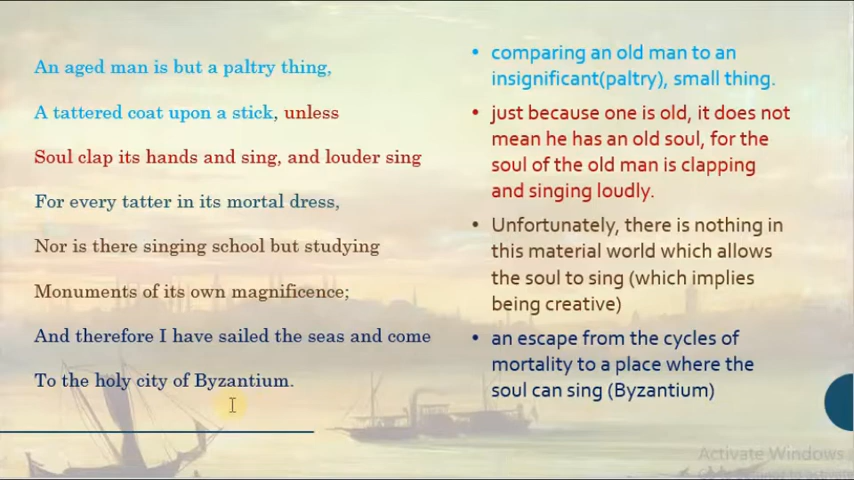 An aged man is but a paltry thing,
A tattered coat upon a stick, unless
Soul clap its hands and sing, and louder sing
For every tatter in its mortal dress,
Nor is there singing school but studying
Monuments of its own magnificence;
And therefore I have sailed the seas and come
To the holy city of Byzantium.
• comparing an old man to an
insignificant(paltry), small thing.
• just because one is old, it does not
mean he has an old soul, for the
soul of the old man is clapping
and singing loudly.
• Unfortunately, there is nothing in
this material world which allows
the soul to sing (which implies
being creative)
• an escape from the cycles of
mortality to a place where the
soul can sing (Byzantium)
Activate Windows